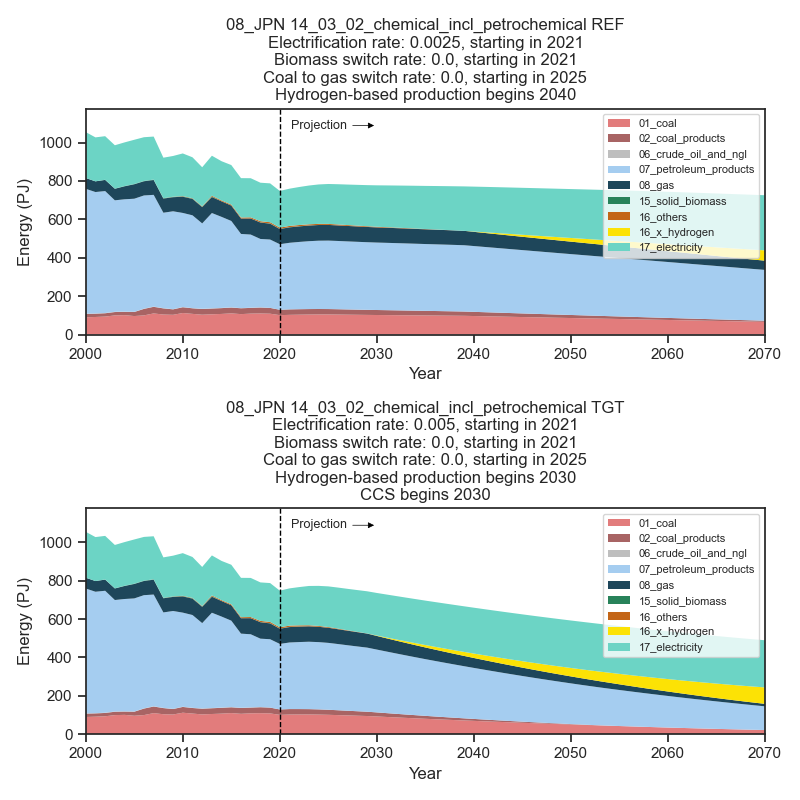 08_JPN 14_03_02_chemical_incl_petrochemical REF
Electrification rate: 0.0025, starting in 2021
Biomass switch rate: 0.0, starting in 2021
Coal to gas switch rate: 0.0, starting in 2025
Hydrogen-based production begins 2040
Projection
01_coal
02_coal_products
06_crude_oil_and_ngl
07_petroleum_products
08_gas
15_solid_biomass
16_others
16_x_hydrogen
17_electricity
Energy (PJ)
1000
800
600
400
200
0
2000 2010 2020 2030 2040 2050 2060 2070
Year
08_JPN 14_03_02_chemical_incl_petrochemical TGT
Electrification rate: 0.005, starting in 2021
Biomass switch rate: 0.0, starting in 2021
Coal to gas switch rate: 0.0, starting in 2025
Hydrogen-based production begins 2030
CCS begins 2030
Projection
01_coal
02_coal_products
06_crude_oil_and_ngl
07_petroleum_products
08_gas
15_solid_biomass
16_others
16_x_hydrogen
17_electricity
Energy (PJ)
1000
800
600
400
200
0
2000 2010 2020 2030 2040 2050 2060 2070
Year